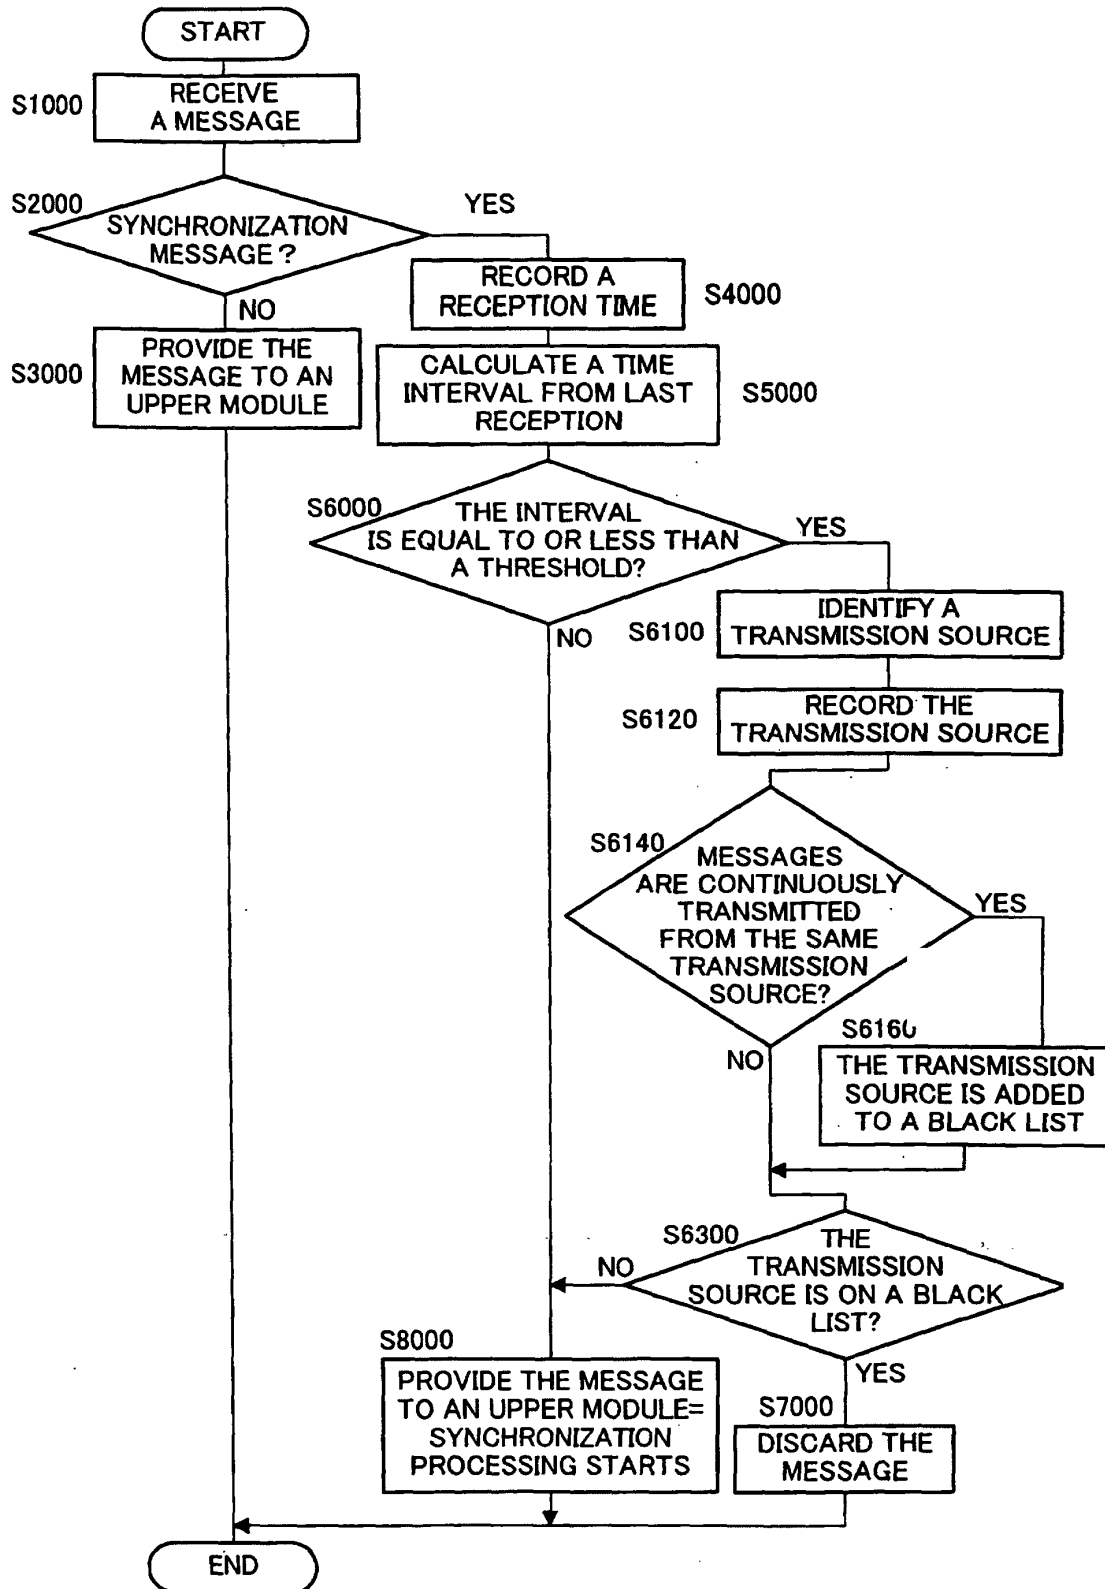 START
S1000
RECEIVE
A MESSAGE
S2000
SYNCHRONIZATION
MESSAGE?
YES
NO
S3000
PROVIDE THE
MESSAGE TO AN
UPPER MODULE
RECORD A
RECEPTION TIME
S4000
CALCULATE A TIME
INTERVAL FROM LAST
RECEPTION
S5000
S6000
THE INTERVAL
IS EQUAL TO OR LESS THAN
A THRESHOLD?
YES
NO
S6100
IDENTIFY A
TRANSMISSION SOURCE
S6120
RECORD THE
TRANSMISSION SOURCE
S6140
MESSAGES
ARE CONTINUOUSLY
TRANSMITTED
FROM THE SAME
TRANSMISSION
SOURCE?
YES
NO
S6160
THE TRANSMISSION
SOURCE IS ADDED
TO A BLACK LIST
S6300
THE
TRANSMISSION
SOURCE IS ON A BLACK
LIST?
NO
YES
S8000
PROVIDE THE MESSAGE
TO AN UPPER MODULE=
SYNCHRONIZATION
PROCESSING STARTS
S7000
DISCARD THE
MESSAGE
END